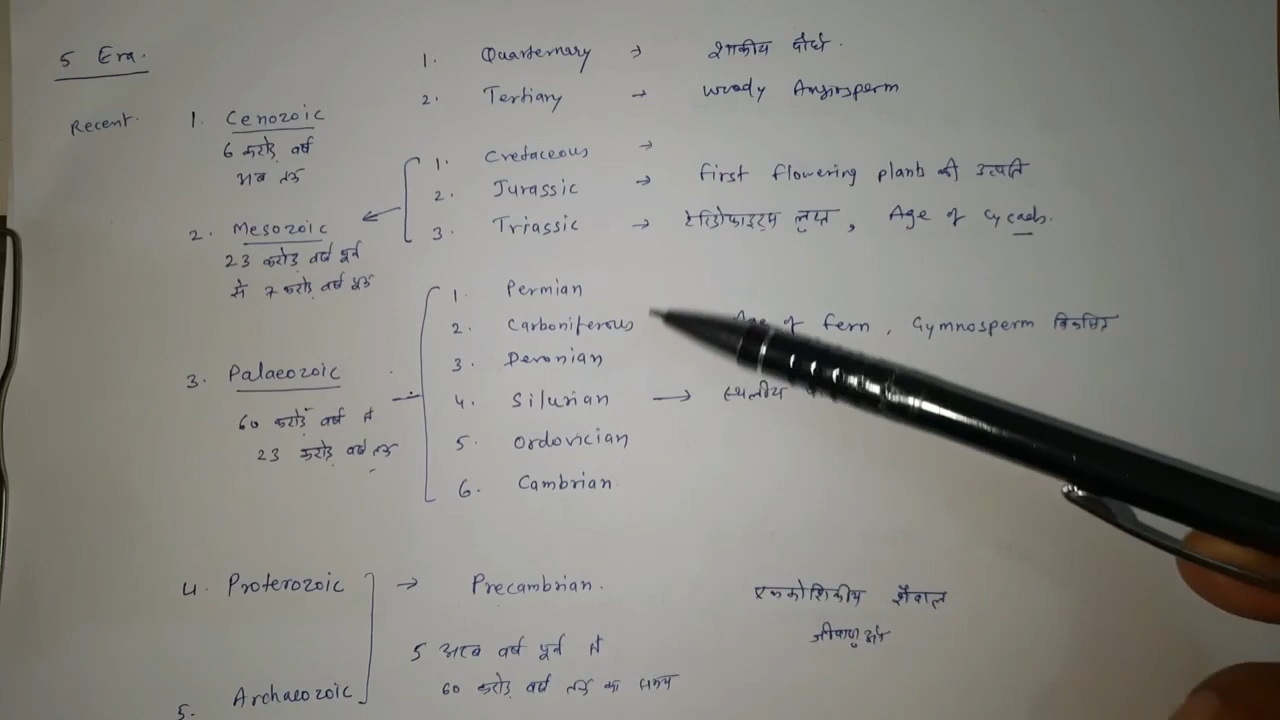 5 Era.
1. Quarternary → शाकीय पौधे.
2. Tertiary → woody Angiosperm
Recent. 1. Cenozoic
6 करोड़ वर्ष
अब तक
1. Cretaceous →
2. Jurassic → First flowering plants की उत्पत्ति
3. Triassic → टेरिडोफाइट्स लुप्त, Age of Cycads.
2. Mesozoic
23 करोड़ वर्ष पूर्व
से 7 करोड़ वर्ष पूर्व
1. Permian
2. Carboniferous Age of fern, Gymnosperm विकसित
3. Devonian
4. Silurian → स्थलीय
5. Ordovician
6. Cambrian
3. Palaeozoic
60 करोड़ वर्ष से
23 करोड़ वर्ष तक
4. Proterozoic → Precambrian.
एककोशिकीय शैवाल
5 अरब वर्ष पूर्व से
60 करोड़ वर्ष तक का समय
5. Archaeozoic